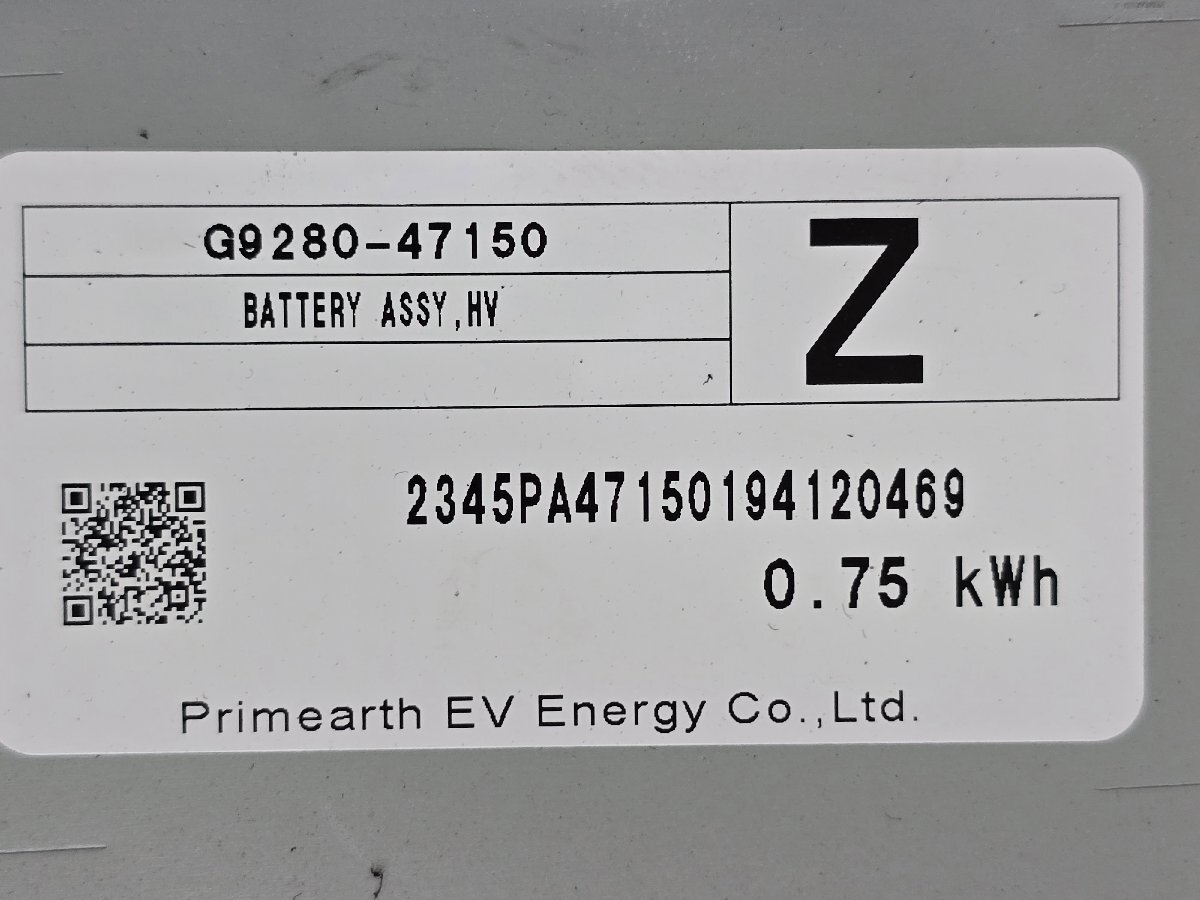 G9280-47150
BATTERY ASSY,HV
Z
2345PA47150194120469
0.75 kWh
Primearth EV Energy Co.,Ltd.